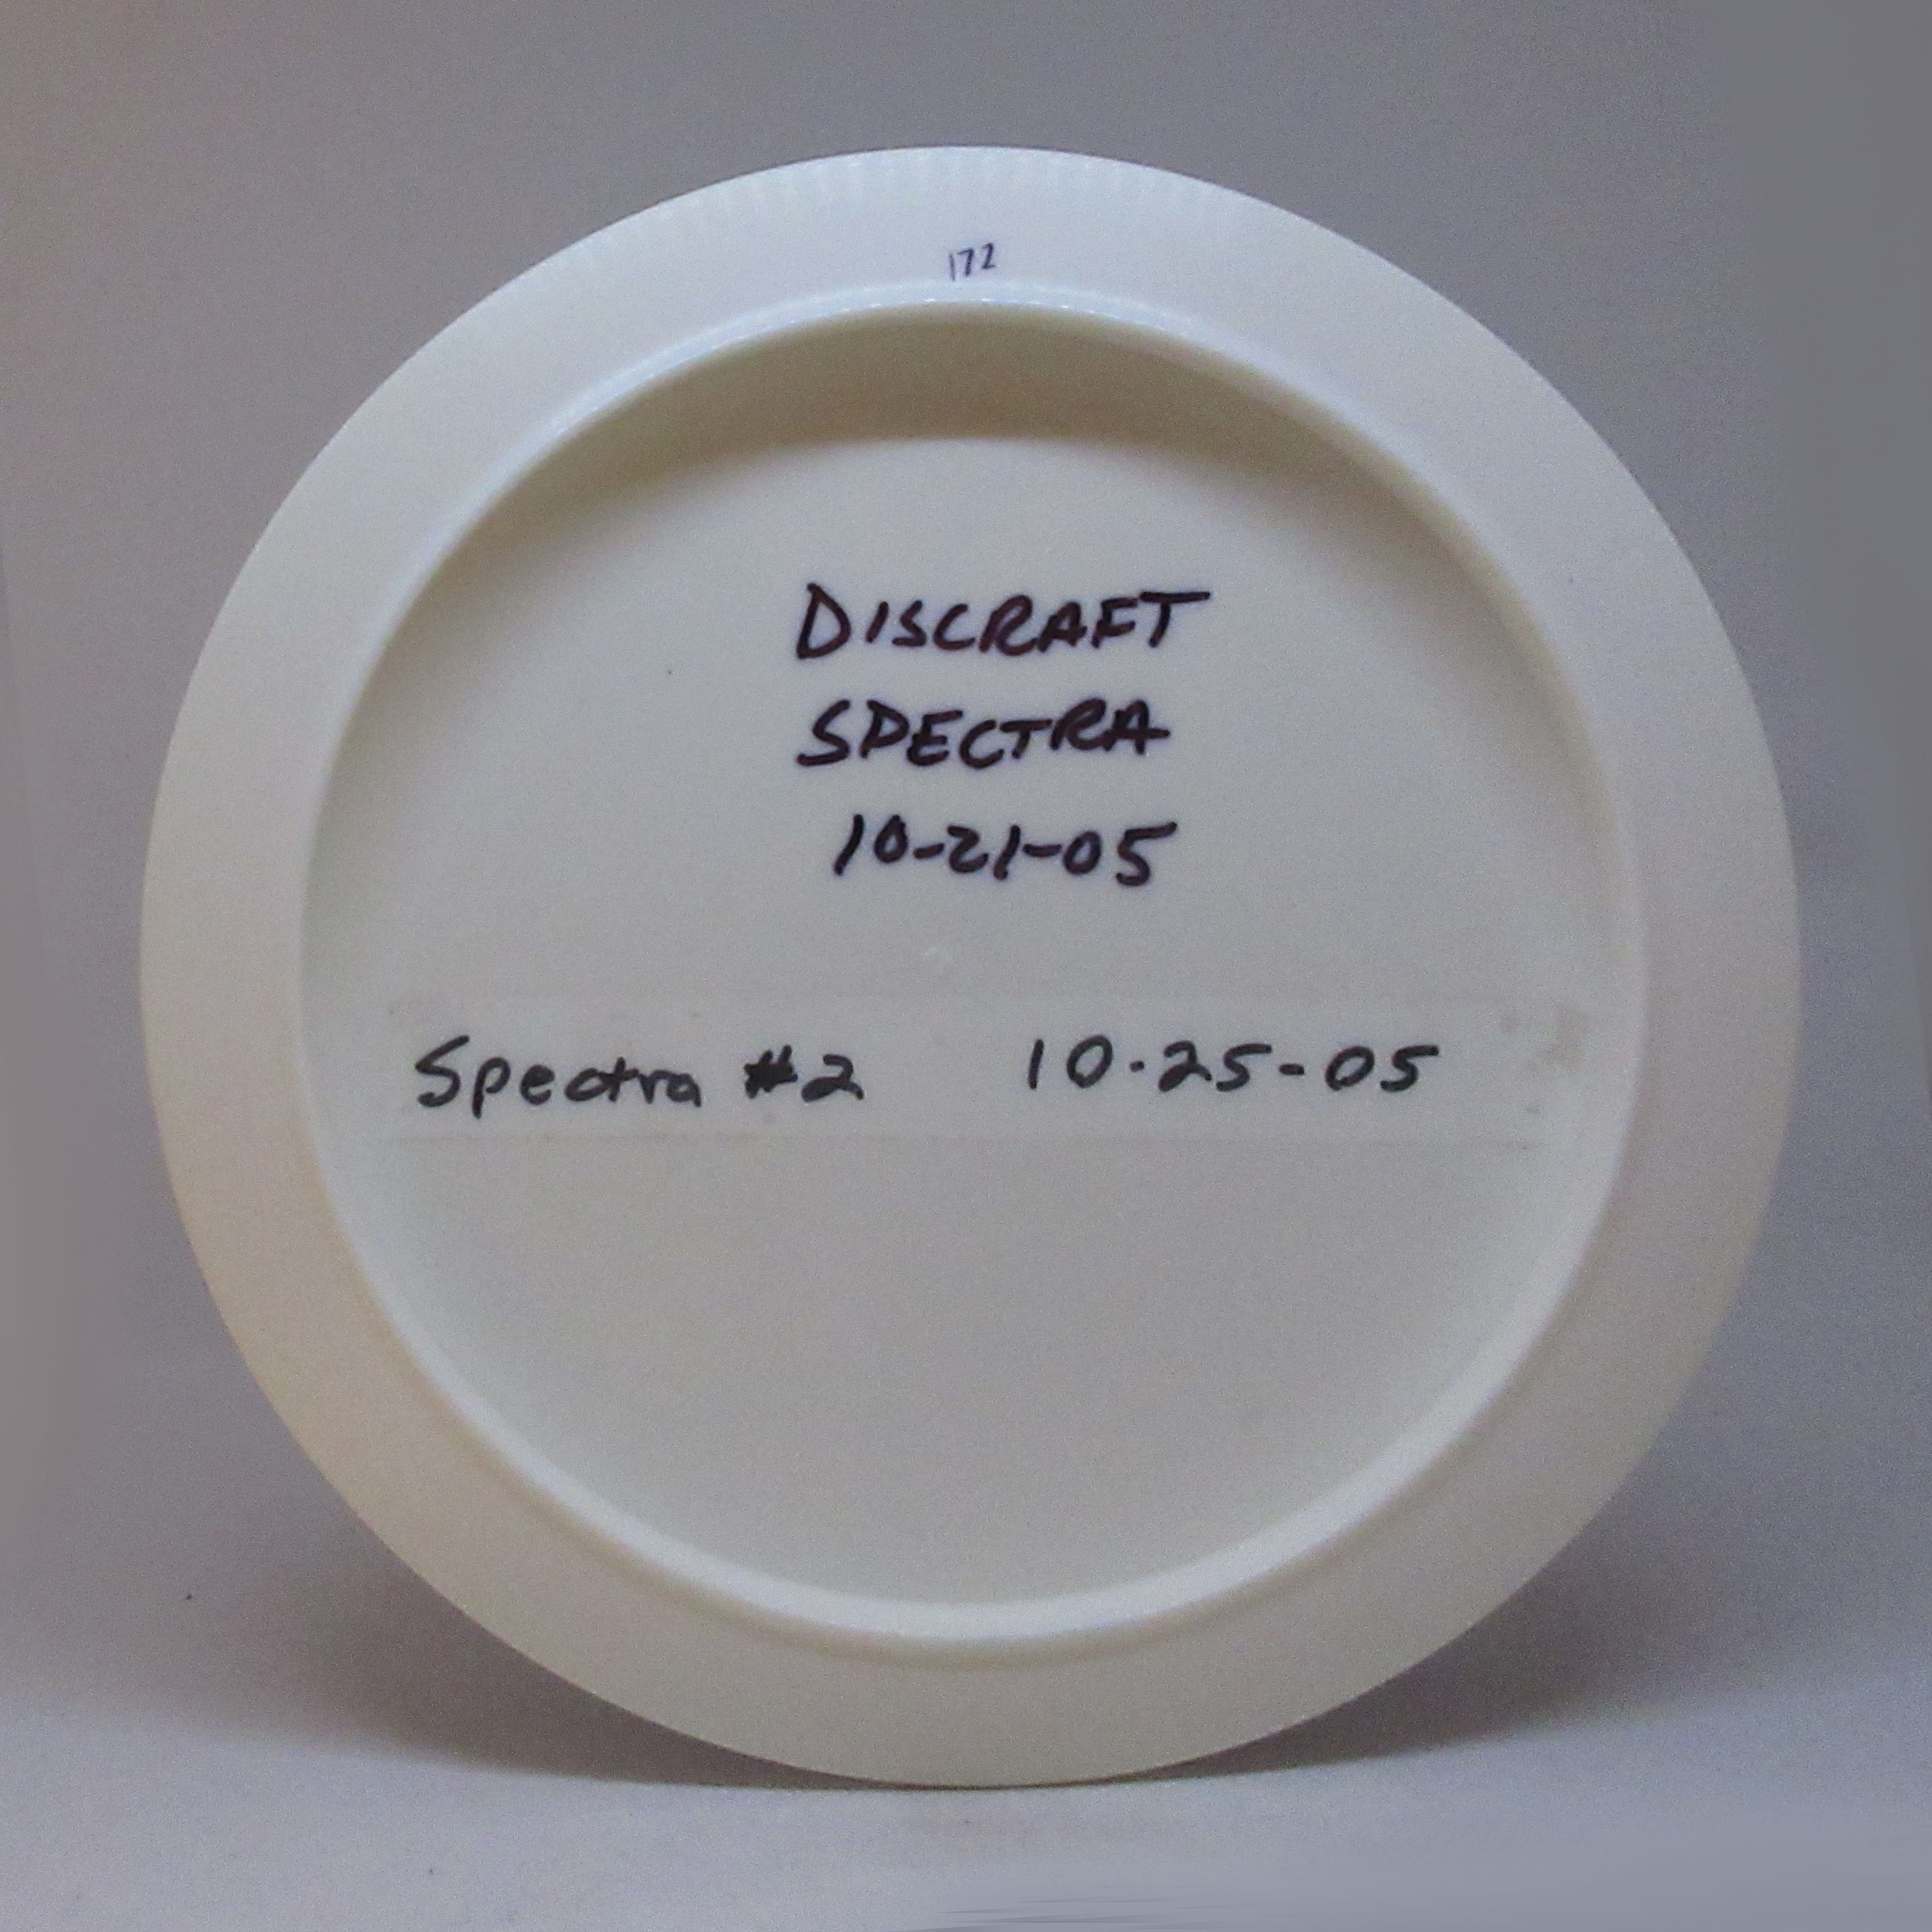 172
DISCRAFT
SPECTRA
10-21-05
Spectra #2 10-25-05